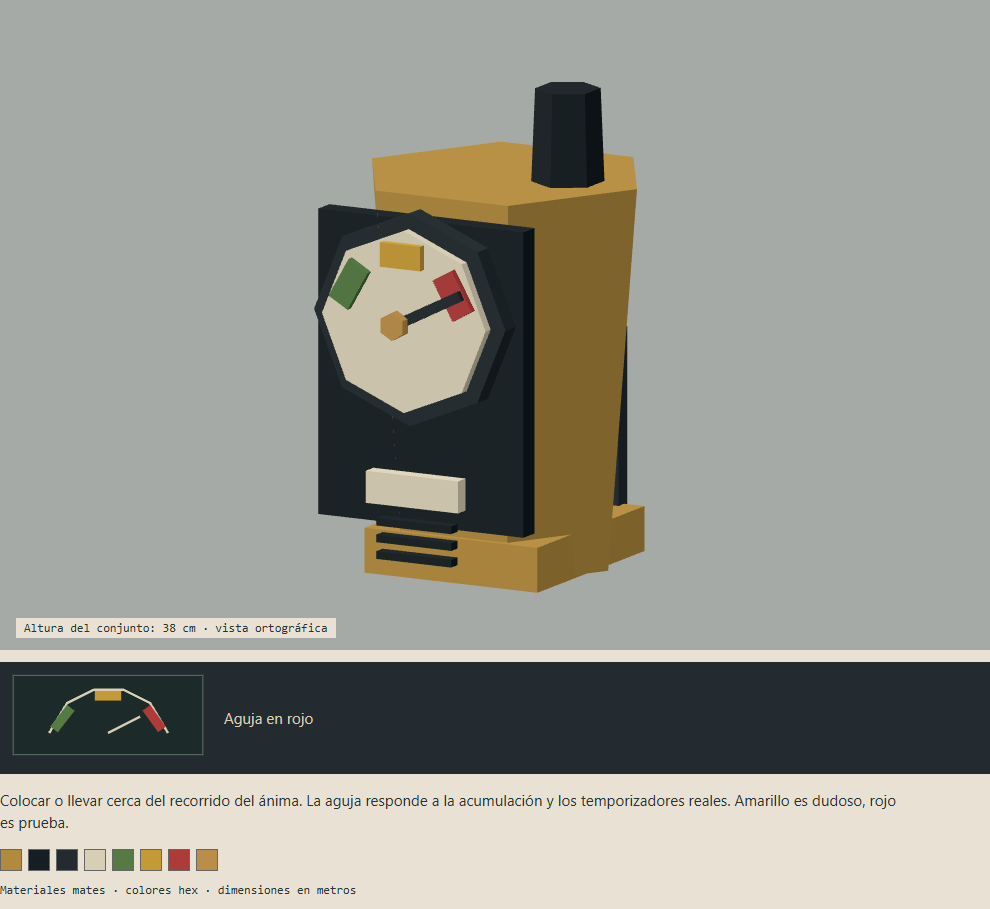 Altura del conjunto: 38 cm · vista ortográfica
Aguja en rojo
Colocar o llevar cerca del recorrido del ánima. La aguja responde a la acumulación y los temporizadores reales. Amarillo es dudoso, rojo
es prueba.
Materiales mates · colores hex · dimensiones en metros